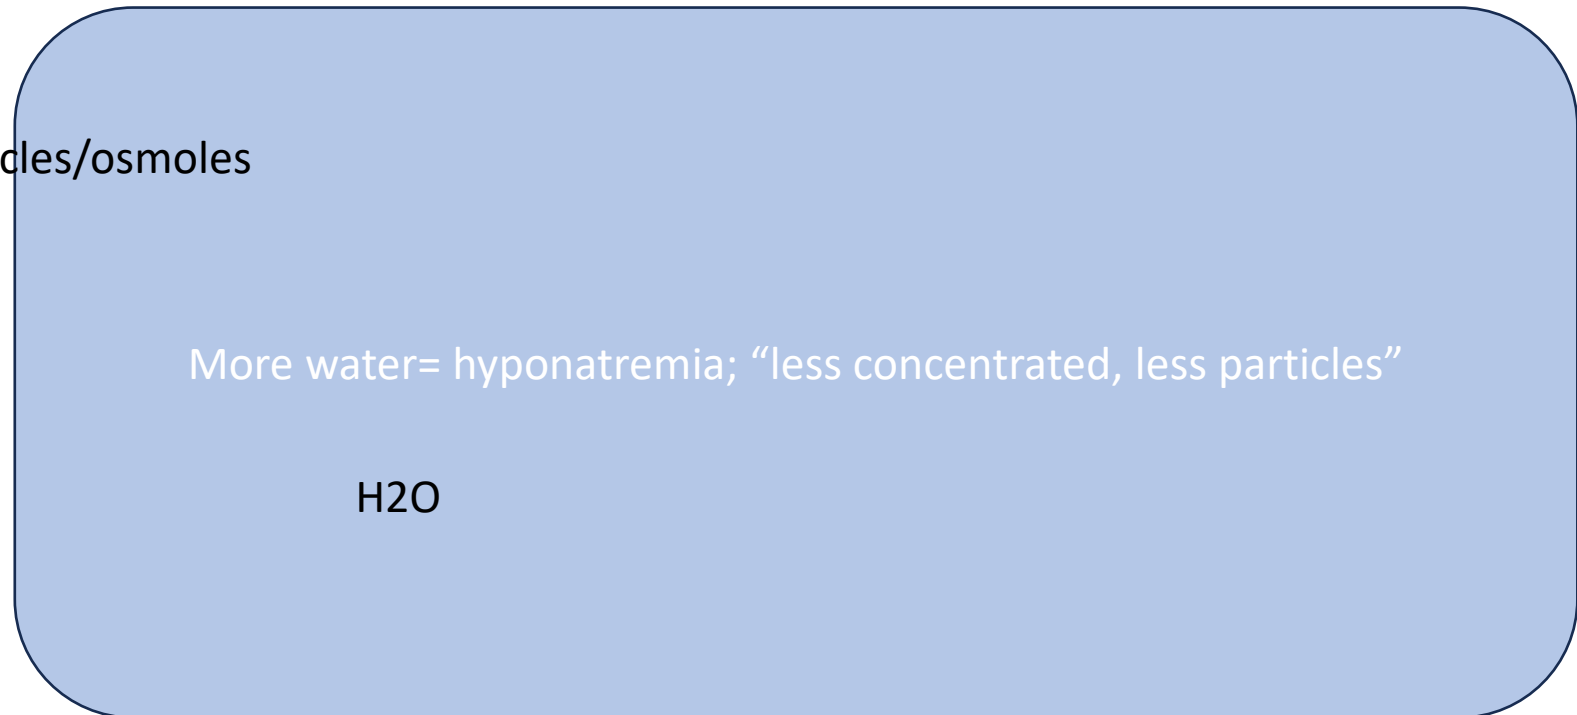 cles/osmoles
More water= hyponatremia; “less concentrated, less particles”
H2O